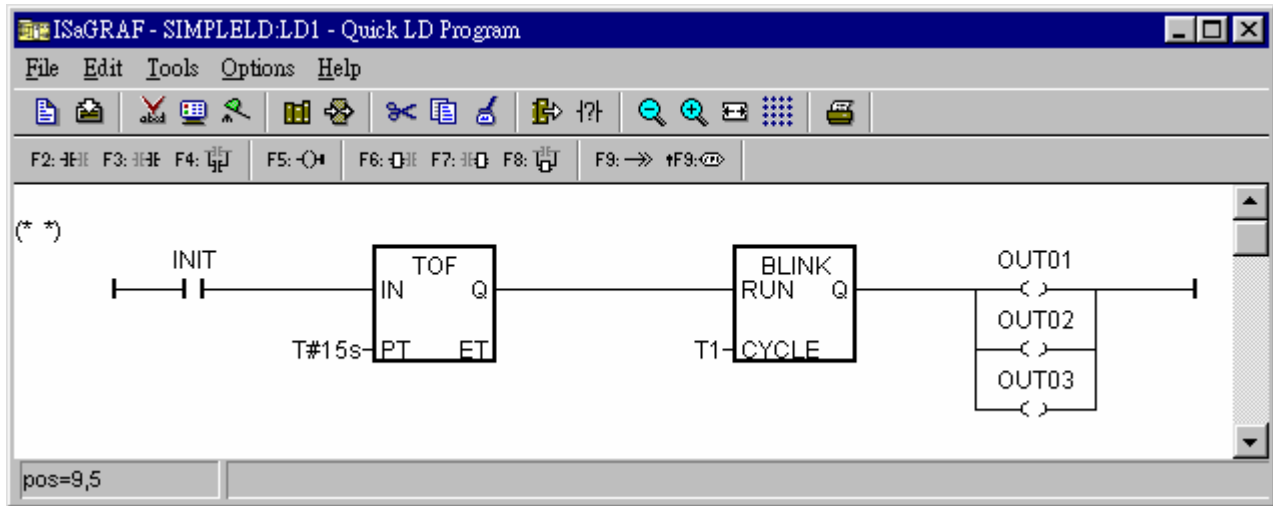 ISaGRAF - SIMPLELD:LD1 - Quick LD Program
File Edit Tools Options Help
F2: F3: F4: F5: F6: F7: F8: F9: F9:
(* *)
INIT
TOF
IN Q
T#15s PT ET
BLINK
RUN Q
T1 CYCLE
OUT01
OUT02
OUT03
pos=9,5